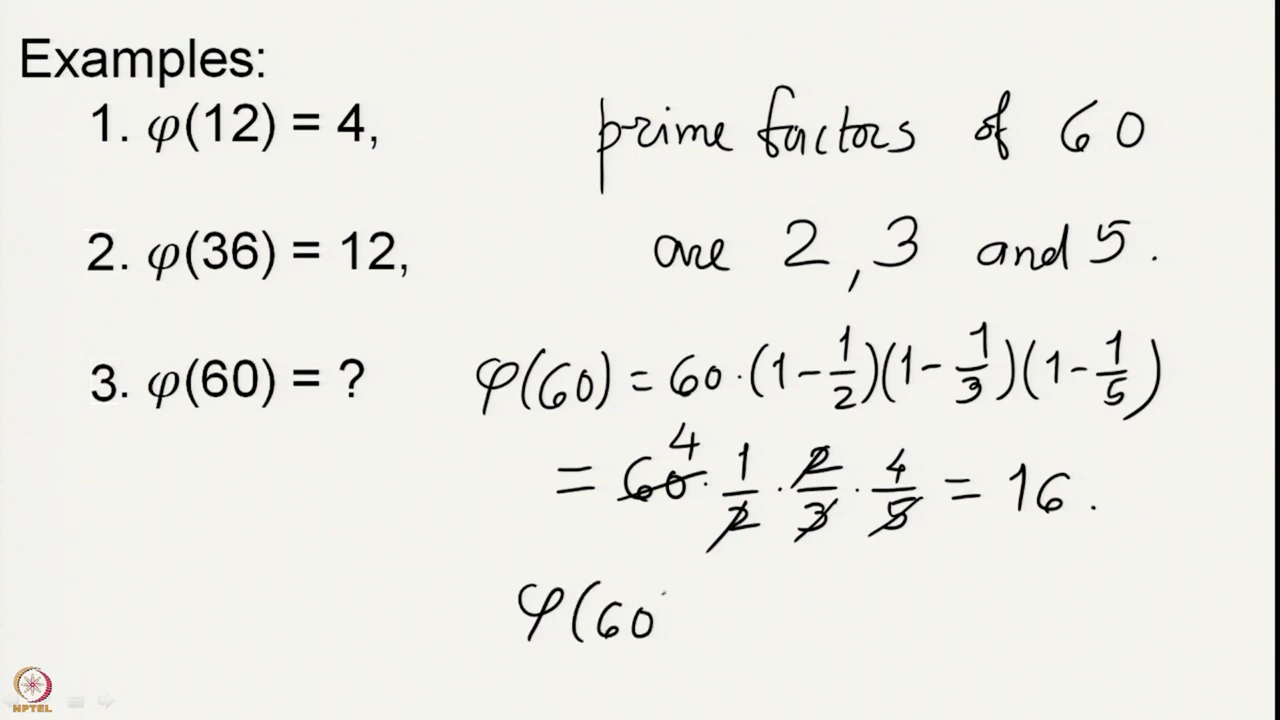 Examples:
1. φ(12) = 4,
prime factors of 60
2. φ(36) = 12,
are 2, 3 and 5.
3. φ(60) = ?
φ(60) = 60·(1-1/2)(1-1/3)(1-1/5)
= 60 4 · 1/2 · 2/3 · 4/5 = 16.
φ(60
NPTEL